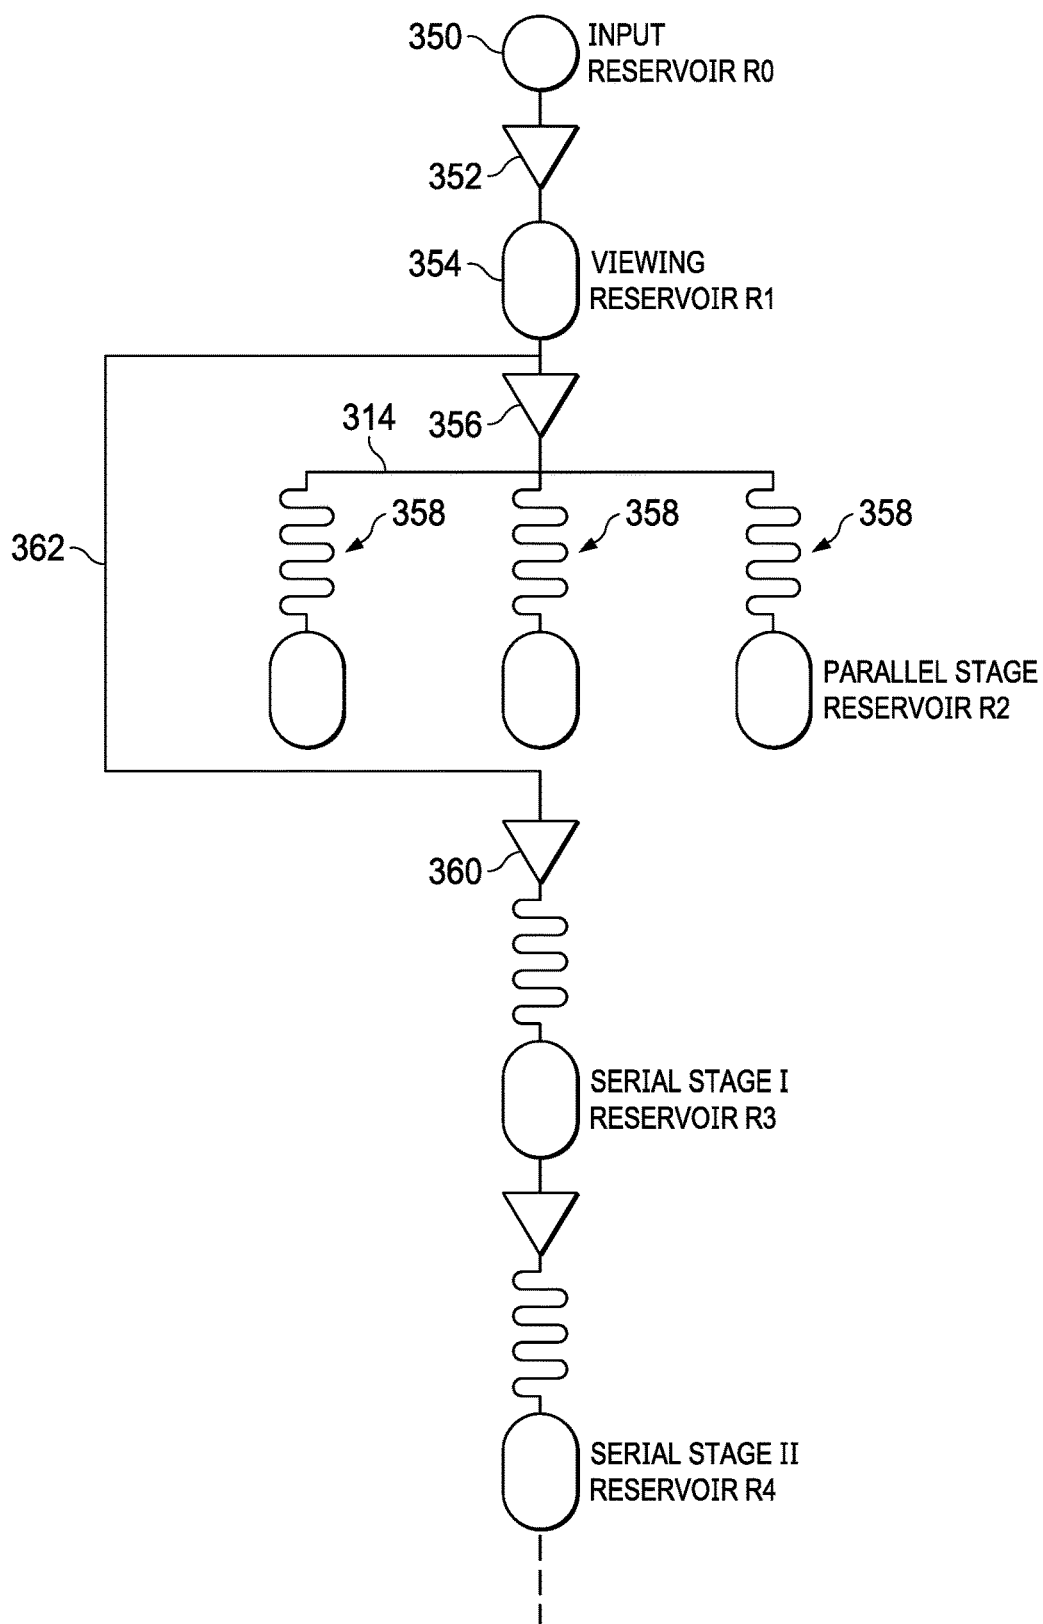 350
INPUT
RESERVOIR R0
352
354
VIEWING
RESERVOIR R1
356
314
358
358
358
362
PARALLEL STAGE
RESERVOIR R2
360
SERIAL STAGE I
RESERVOIR R3
SERIAL STAGE II
RESERVOIR R4